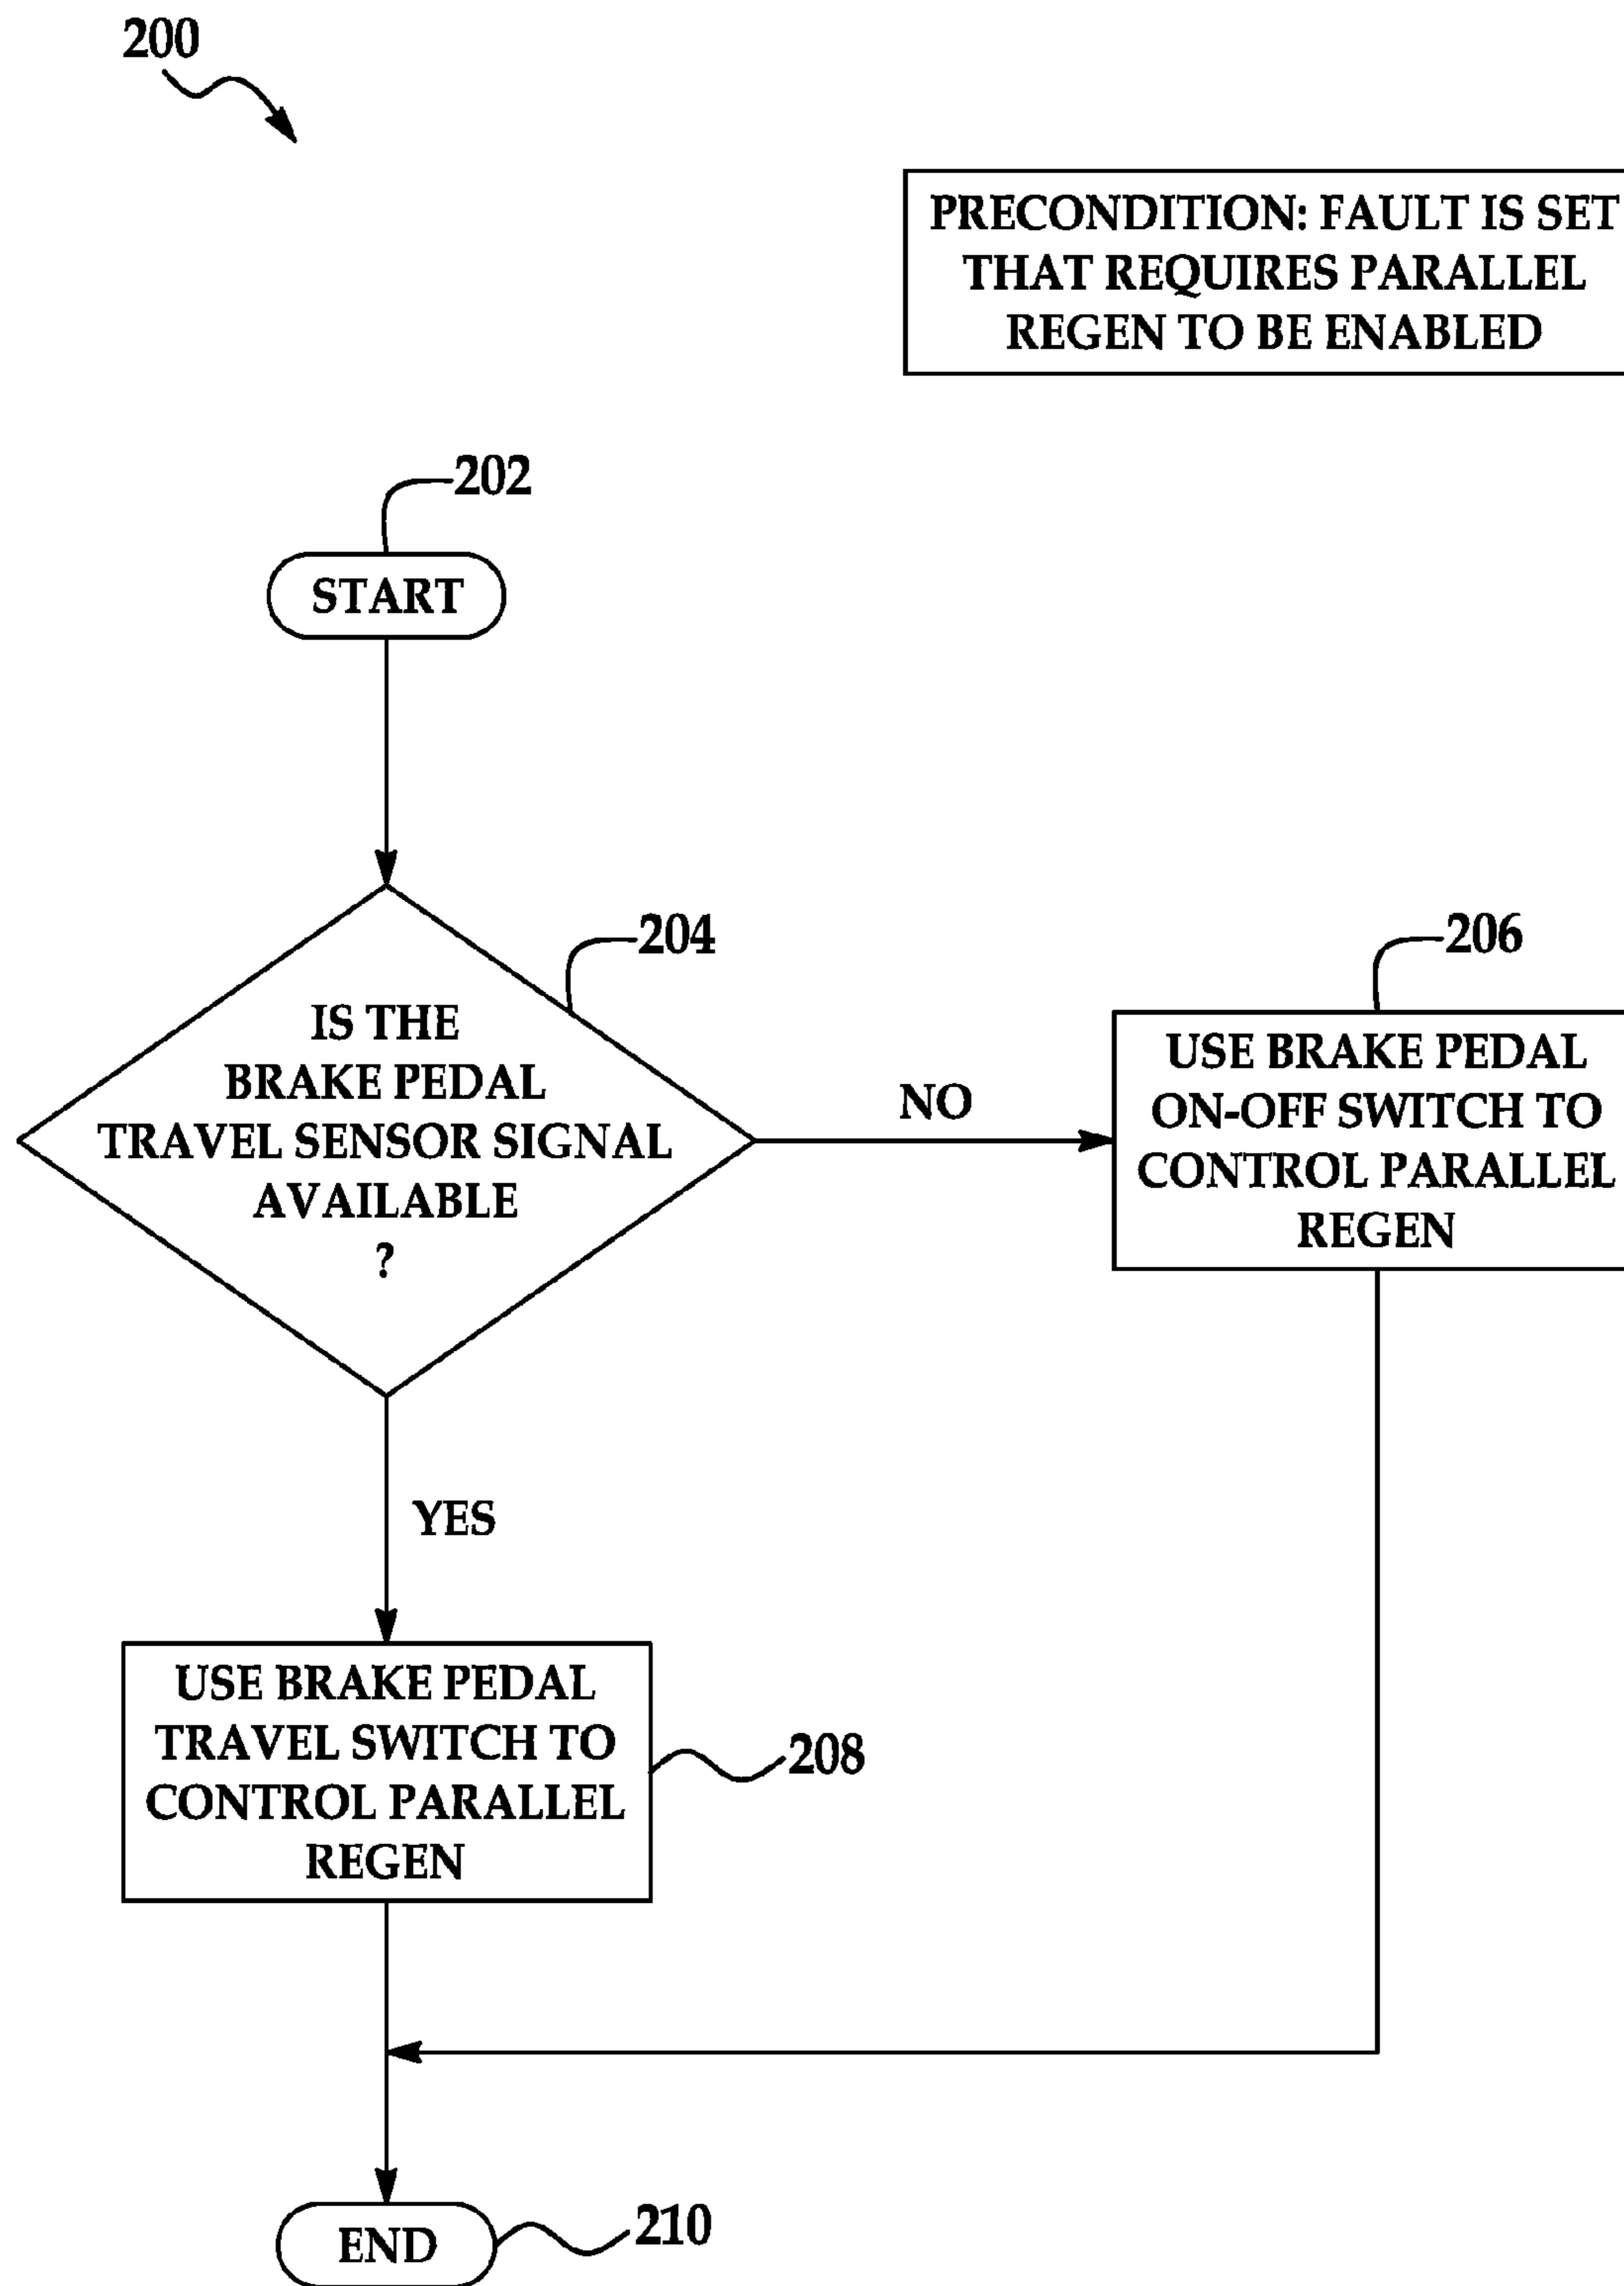 200
PRECONDITION: FAULT IS SET
THAT REQUIRES PARALLEL
REGEN TO BE ENABLED
202
START
204
IS THE
BRAKE PEDAL
TRAVEL SENSOR SIGNAL
AVAILABLE
?
NO
206
USE BRAKE PEDAL
ON-OFF SWITCH TO
CONTROL PARALLEL
REGEN
YES
USE BRAKE PEDAL
TRAVEL SWITCH TO
CONTROL PARALLEL
REGEN
208
END
210